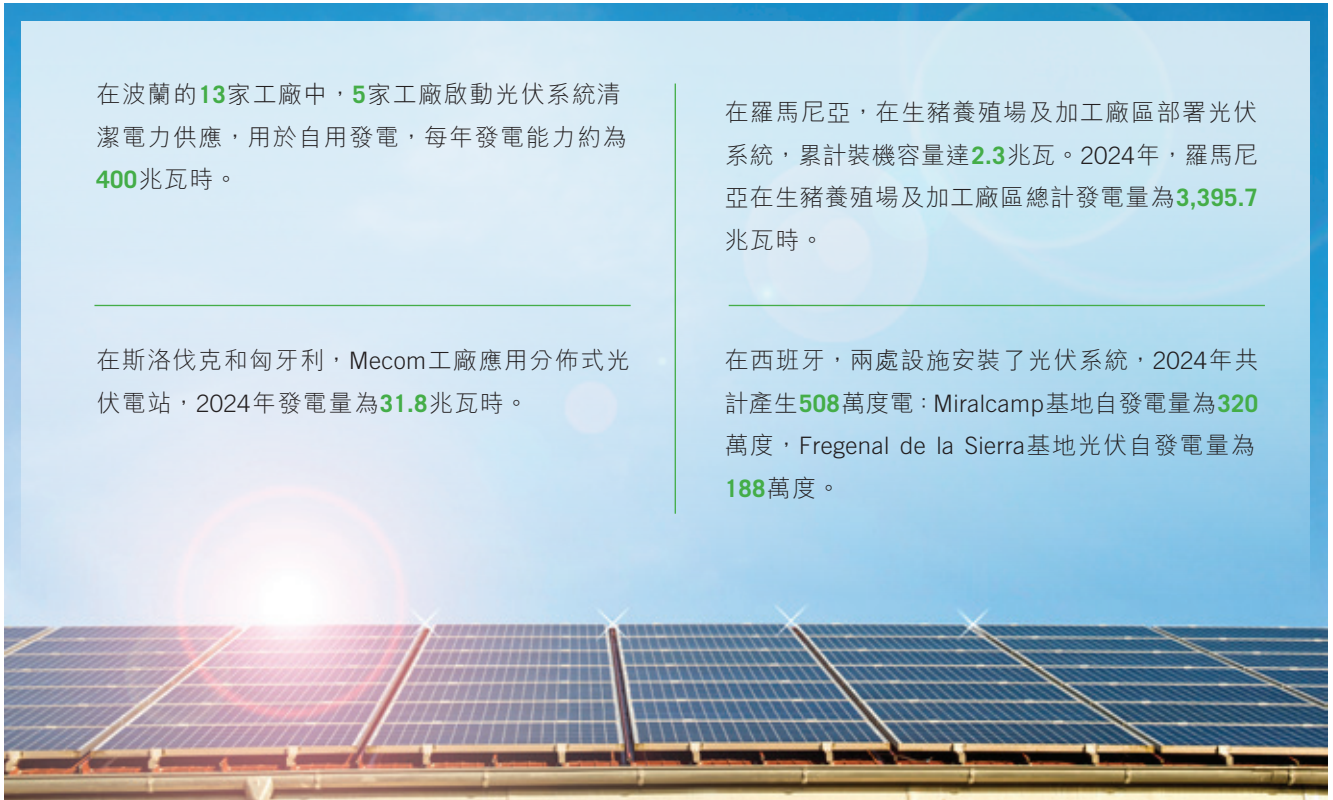 在波蘭的13家工廠中，5家工廠啟動光伏系統清
潔電力供應，用於自用發電，每年發電能力約為
400兆瓦時。
在羅馬尼亞，在生豬養殖場及加工廠區部署光伏
系統，累計裝機容量達2.3兆瓦。2024年，羅馬尼
亞在生豬養殖場及加工廠區總計發電量為3,395.7
兆瓦時。
在斯洛伐克和匈牙利，Mecom工廠應用分佈式光
伏電站，2024年發電量為31.8兆瓦時。
在西班牙，兩處設施安裝了光伏系統，2024年共
計產生508萬度電：Miralcamp基地自發電量為320
萬度，Fregenal de la Sierra基地光伏自發電量為
188萬度。